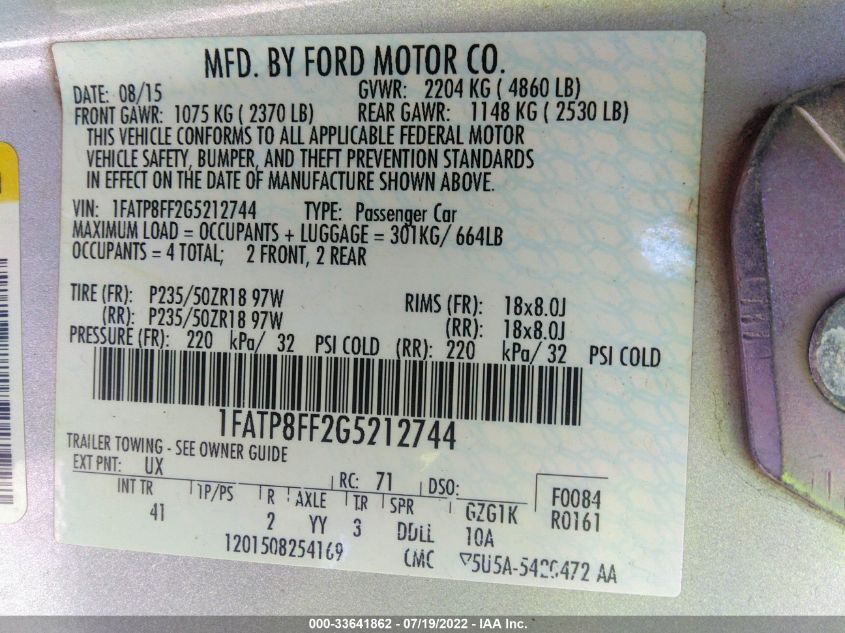 MFD. BY FORD MOTOR CO.
DATE: 08/15 GVWR: 2204 KG ( 4860 LB)
FRONT GAWR: 1075 KG ( 2370 LB) REAR GAWR: 1148 KG ( 2530 LB)
THIS VEHICLE CONFORMS TO ALL APPLICABLE FEDERAL MOTOR
VEHICLE SAFETY, BUMPER, AND THEFT PREVENTION STANDARDS
IN EFFECT ON THE DATE OF MANUFACTURE SHOWN ABOVE.
VIN: 1FATP8FF2G5212744 TYPE: Passenger Car
MAXIMUM LOAD = OCCUPANTS + LUGGAGE = 301KG/ 664LB
OCCUPANTS = 4 TOTAL; 2 FRONT, 2 REAR
TIRE (FR): P235/50ZR18 97W RIMS (FR): 18x8.0J
(RR): P235/50ZR18 97W (RR): 18x8.0J
PRESSURE (FR): 220 kPa/ 32 PSI COLD (RR): 220 kPa/ 32 PSI COLD
1FATP8FF2G5212744
TRAILER TOWING - SEE OWNER GUIDE
EXT PNT: UX RC: 71 DSO: F0084
INT TR TP/PS R AXLE TR SPR GZG1K R0161
41 2 YY 3 DDLL 10A
1201508254169 CMC
000-33641862 - 07/19/2022 - IAA Inc.